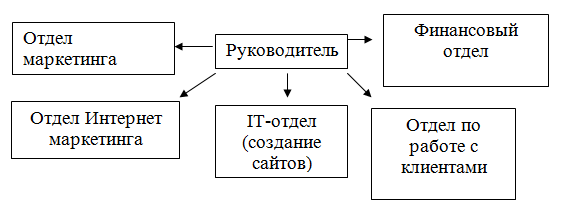 Отдел
маркетинга
Руководитель
Финансовый
отдел
Отдел Интернет
маркетинга
IT-отдел
(создание
сайтов)
Отдел по
работе с
клиентами